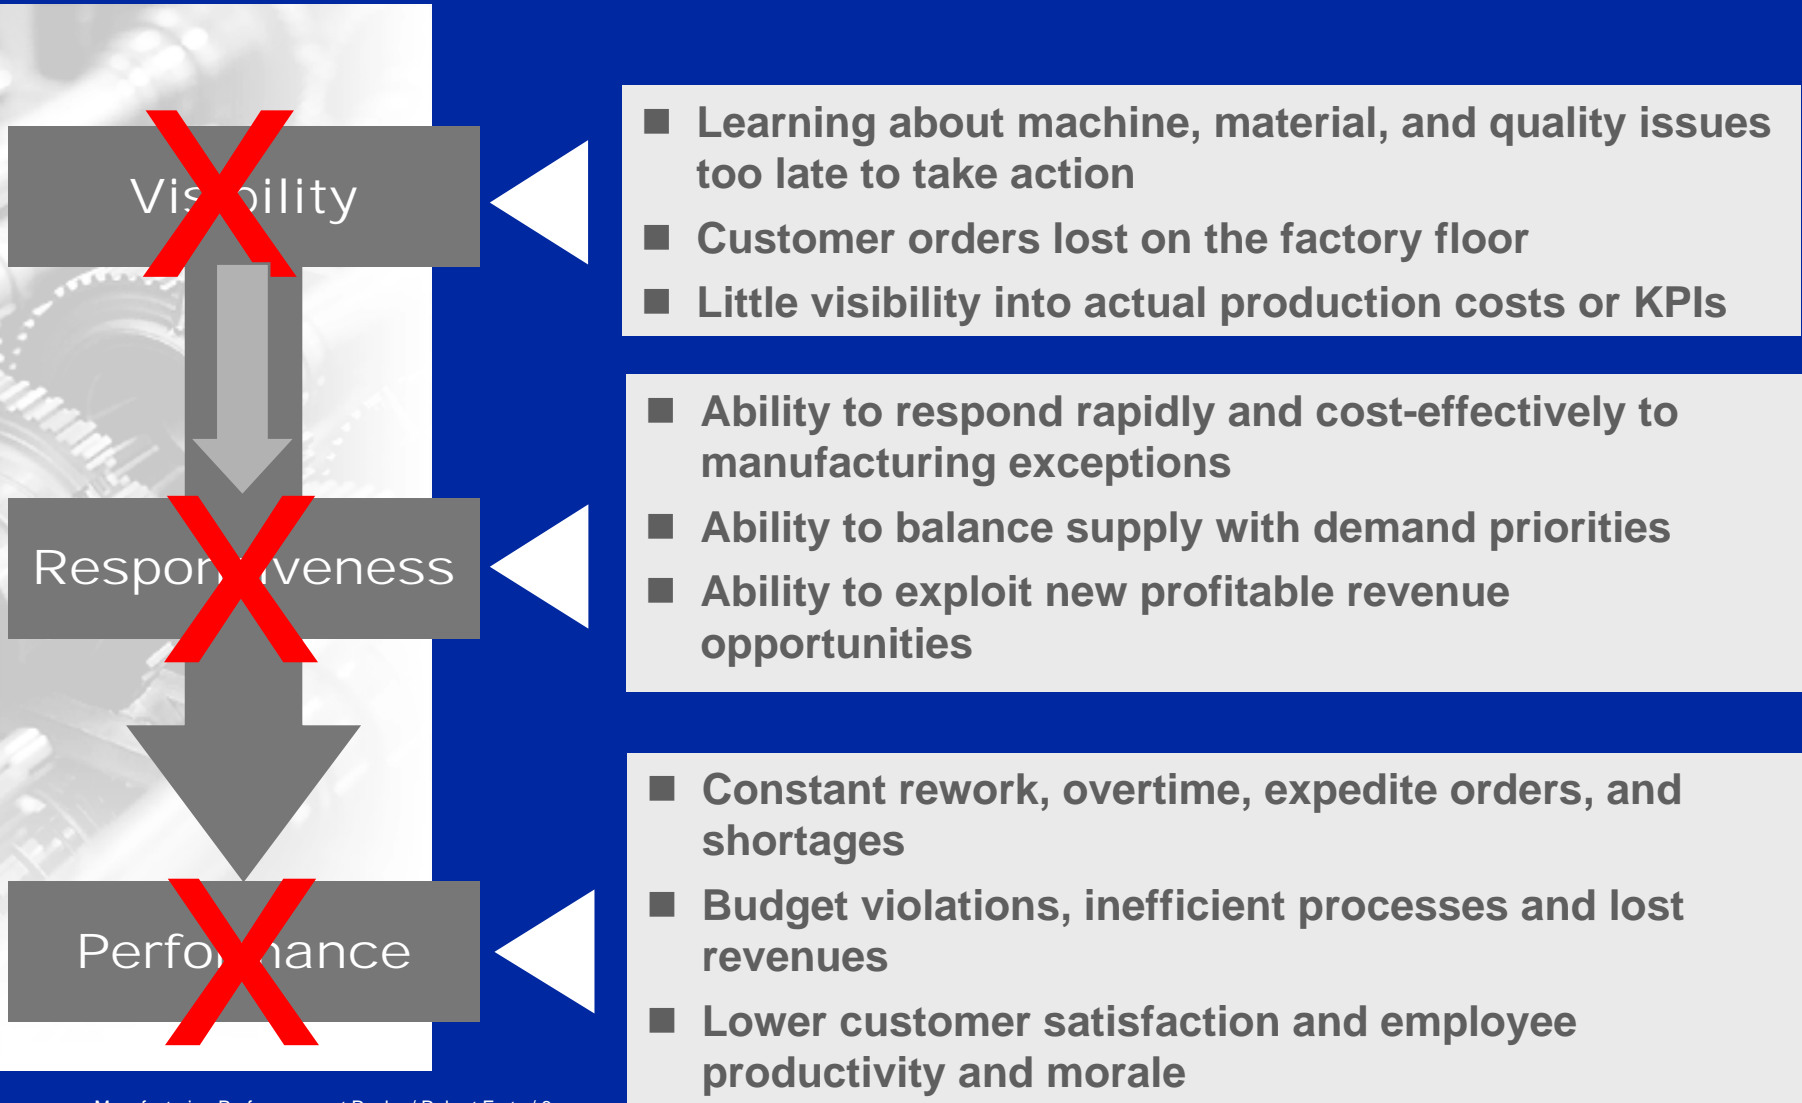 Visibility
Learning about machine, material, and quality issues
too late to take action
Customer orders lost on the factory floor
Little visibility into actual production costs or KPIs
Responsiveness
Ability to respond rapidly and cost-effectively to
manufacturing exceptions
Ability to balance supply with demand priorities
Ability to exploit new profitable revenue
opportunities
Performance
Constant rework, overtime, expedite orders, and
shortages
Budget violations, inefficient processes and lost
revenues
Lower customer satisfaction and employee
productivity and morale